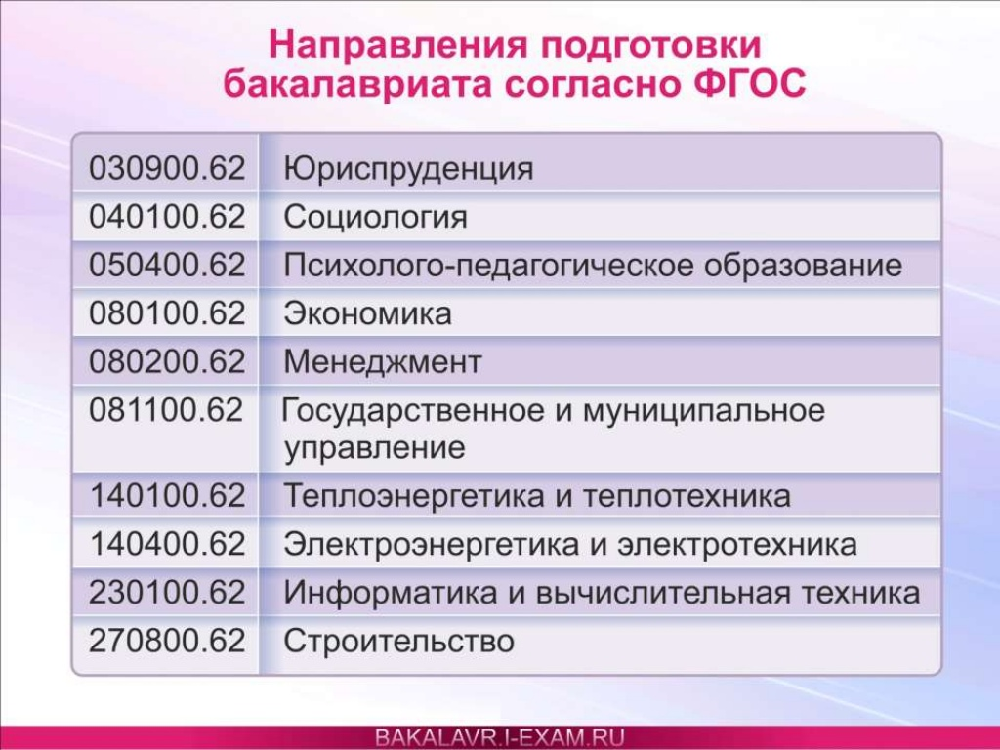 Направления подготовки
бакалавриата согласно ФГОС
030900.62 Юриспруденция
040100.62 Социология
050400.62 Психолого-педагогическое образование
080100.62 Экономика
080200.62 Менеджмент
081100.62 Государственное и муниципальное
управление
140100.62 Теплоэнергетика и теплотехника
140400.62 Электроэнергетика и электротехника
230100.62 Информатика и вычислительная техника
270800.62 Строительство
BAKALAVR.I-EXAM.RU